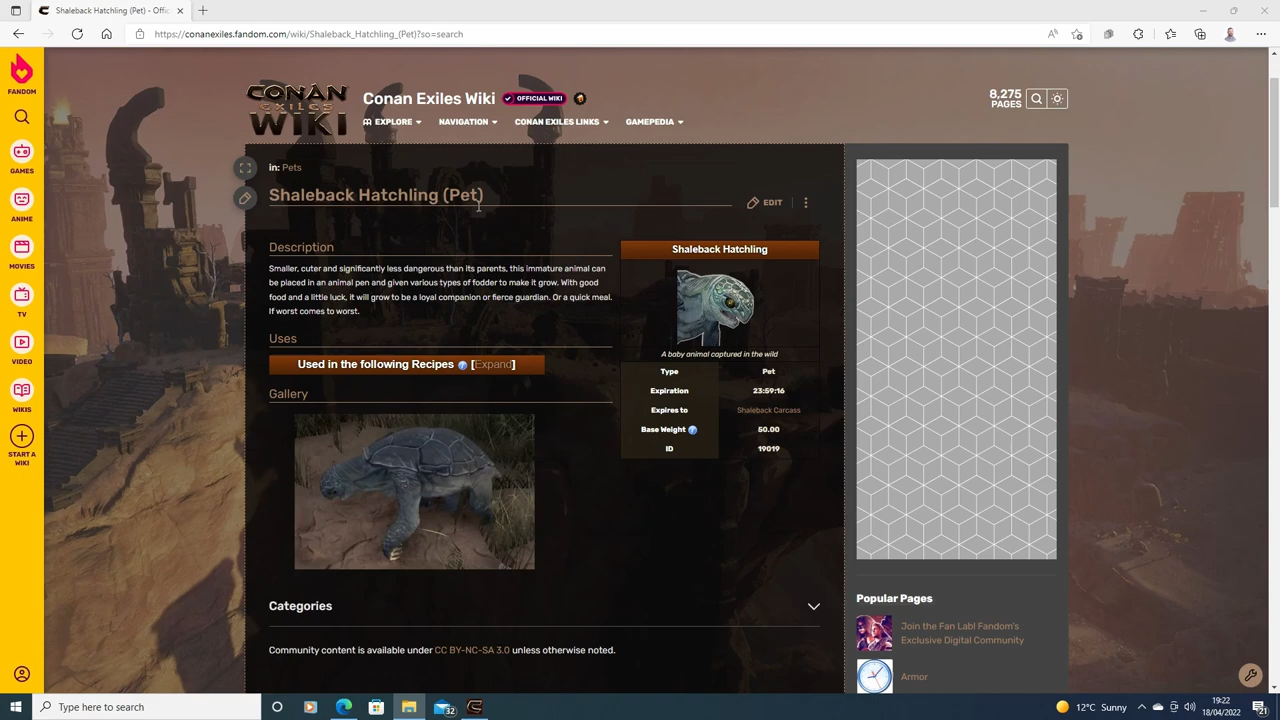 Shaleback Hatchling (Pet) - Offi
https://conanexiles.fandom.com/wiki/Shaleback_Hatchling_(Pet)?so=search
FANDOM
GAMES
ANIME
MOVIES
TV
VIDEO
WIKIS
START A
WIKI
CONAN
EXILES
WIKI
Conan Exiles Wiki
OFFICIAL WIKI
8,275
PAGES
EXPLORE
NAVIGATION
CONAN EXILES LINKS
GAMEPEDIA
in: Pets
Shaleback Hatchling (Pet)
EDIT
Description
Smaller, cuter and significantly less dangerous than its parents, this immature animal can
be placed in an animal pen and given various types of fodder to make it grow. With good
food and a little luck, it will grow to be a loyal companion or fierce guardian. Or a quick meal.
If worst comes to worst.
Uses
Used in the following Recipes [Expand]
Gallery
Shaleback Hatchling
A baby animal captured in the wild
Type Pet
Expiration 23:59:16
Expires to Shaleback Carcass
Base Weight 50.00
ID 19019
Categories
Community content is available under CC BY-NC-SA 3.0 unless otherwise noted.
Popular Pages
Join the Fan Lab! Fandom's
Exclusive Digital Community
Armor
Type here to search
32
12°C Sunny
19:22
18/04/2022
21